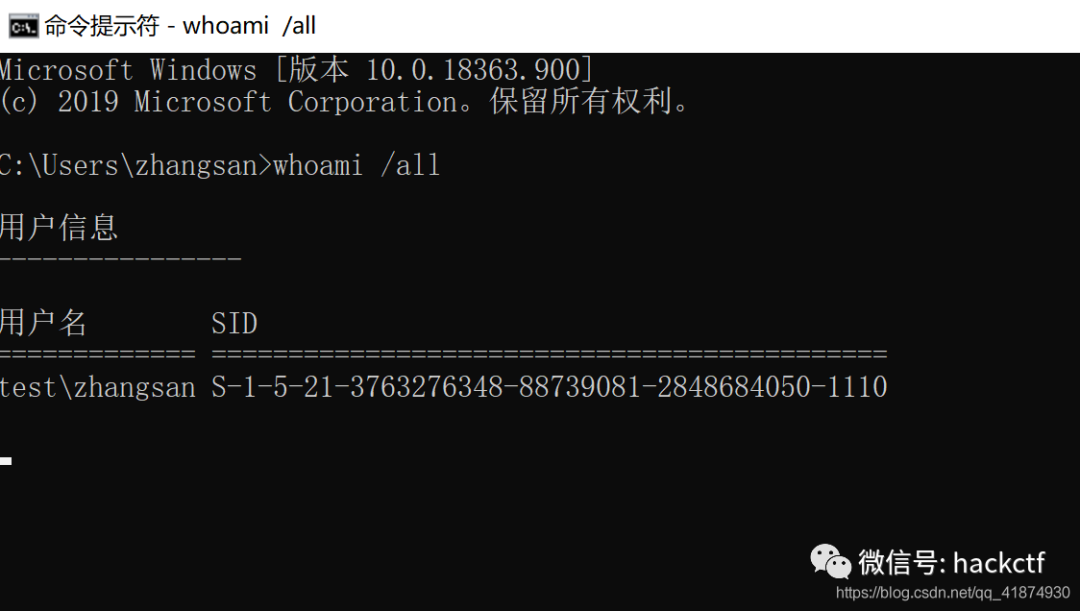 命令提示符 - whoami  /all
Microsoft Windows [版本 10.0.18363.900]
(c) 2019 Microsoft Corporation。保留所有权利。
C:\Users\zhangsan>whoami /all
用户信息
----------------
用户名        SID
============= ============================================
test\zhangsan S-1-5-21-3763276348-88739081-2848684050-1110
微信号: hackctf
https://blog.csdn.net/qq_41874930